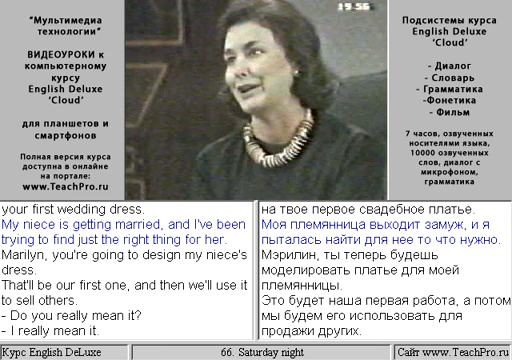 "Мультимедиа
технологии"
ВИДЕОУРОКИ к
компьютерному
курсу
English Deluxe
'Cloud'
для планшетов и
смартфонов
Полная версия курса
доступна в онлайне
на портале:
www.TeachPro.ru
19:56
Подсистемы курса
English Deluxe
'Cloud'
- Диалог
- Словарь
- Грамматика
-Фонетика
- Фильм
7 часов, озвученных
носителями языка,
10000 озвученных
слов, диалог с
микрофоном,
грамматика
your first wedding dress.
My niece is getting married, and I've been
trying to find just the right thing for her.
Marilyn, you're going to design my niece's
dress.
That'll be our first one, and then we'll use it
to sell others.
- Do you really mean it?
- I really mean it.
на твое первое свадебное платье.
Моя племянница выходит замуж, и я
пыталась найти для нее то что нужно.
Мэрилин, ты теперь будешь
моделировать платье для моей
племянницы.
Это будет наша первая работа, а потом
мы будем его использовать для
продажи других.
Курс English DeLuxe
66. Saturday night
Сайт www.TeachPro.ru